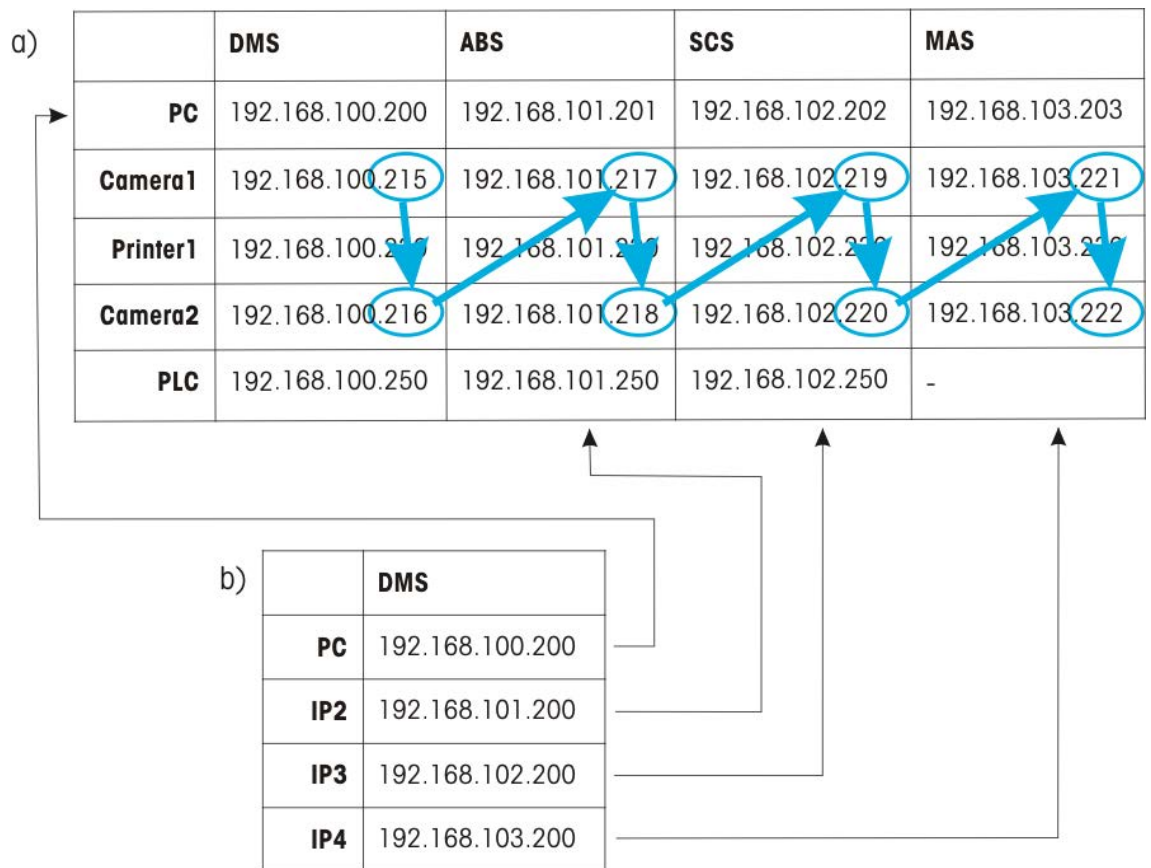 a)
DMS ABS SCS MAS
PC 192.168.100.200 192.168.101.201 192.168.102.202 192.168.103.203
Camera1 192.168.100.215 192.168.101.217 192.168.102.219 192.168.103.221
Printer1
Camera2 192.168.100.216 192.168.101.218 192.168.102.220 192.168.103.222
PLC 192.168.100.250 192.168.101.250 192.168.102.250 -
b)
DMS
PC 192.168.100.200
IP2 192.168.101.200
IP3 192.168.102.200
IP4 192.168.103.200